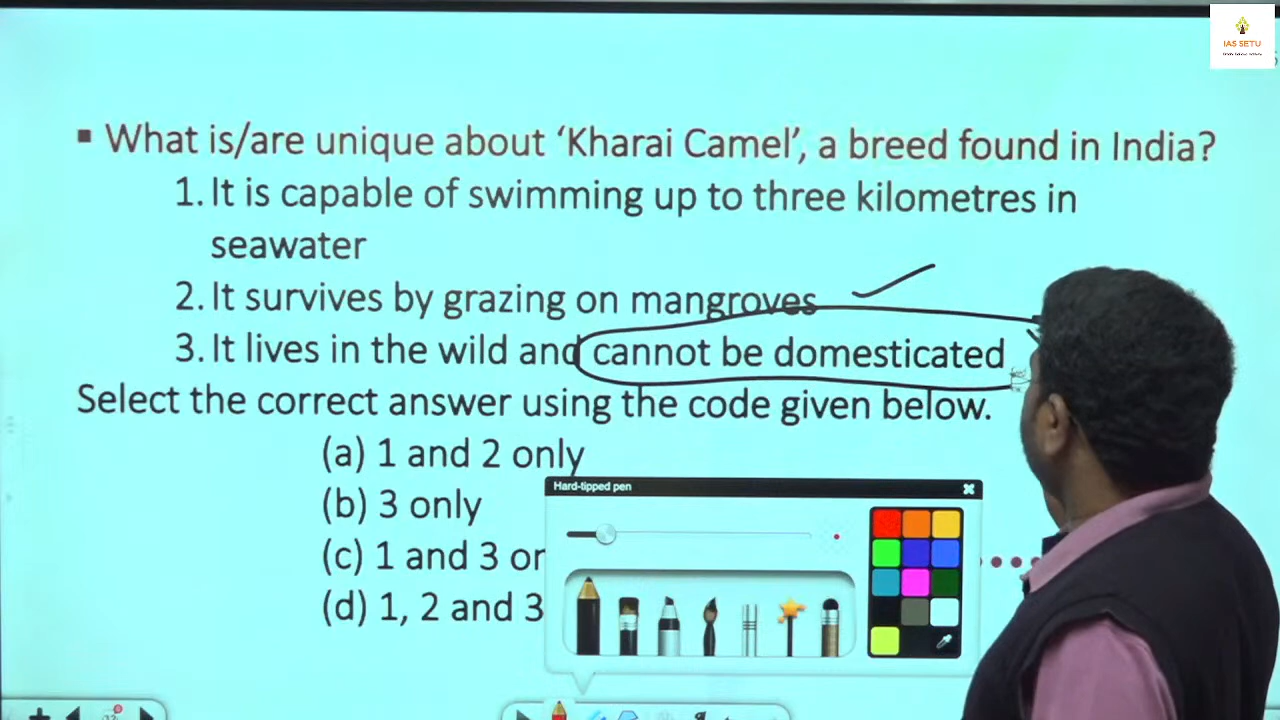 IAS SETU
▪ What is/are unique about ‘Kharai Camel’, a breed found in India?
1. It is capable of swimming up to three kilometres in
seawater
2. It survives by grazing on mangroves
3. It lives in the wild and cannot be domesticated
Select the correct answer using the code given below.
(a) 1 and 2 only
Hard-tipped pen
(b) 3 only
(c) 1 and 3 or
(d) 1, 2 and 3